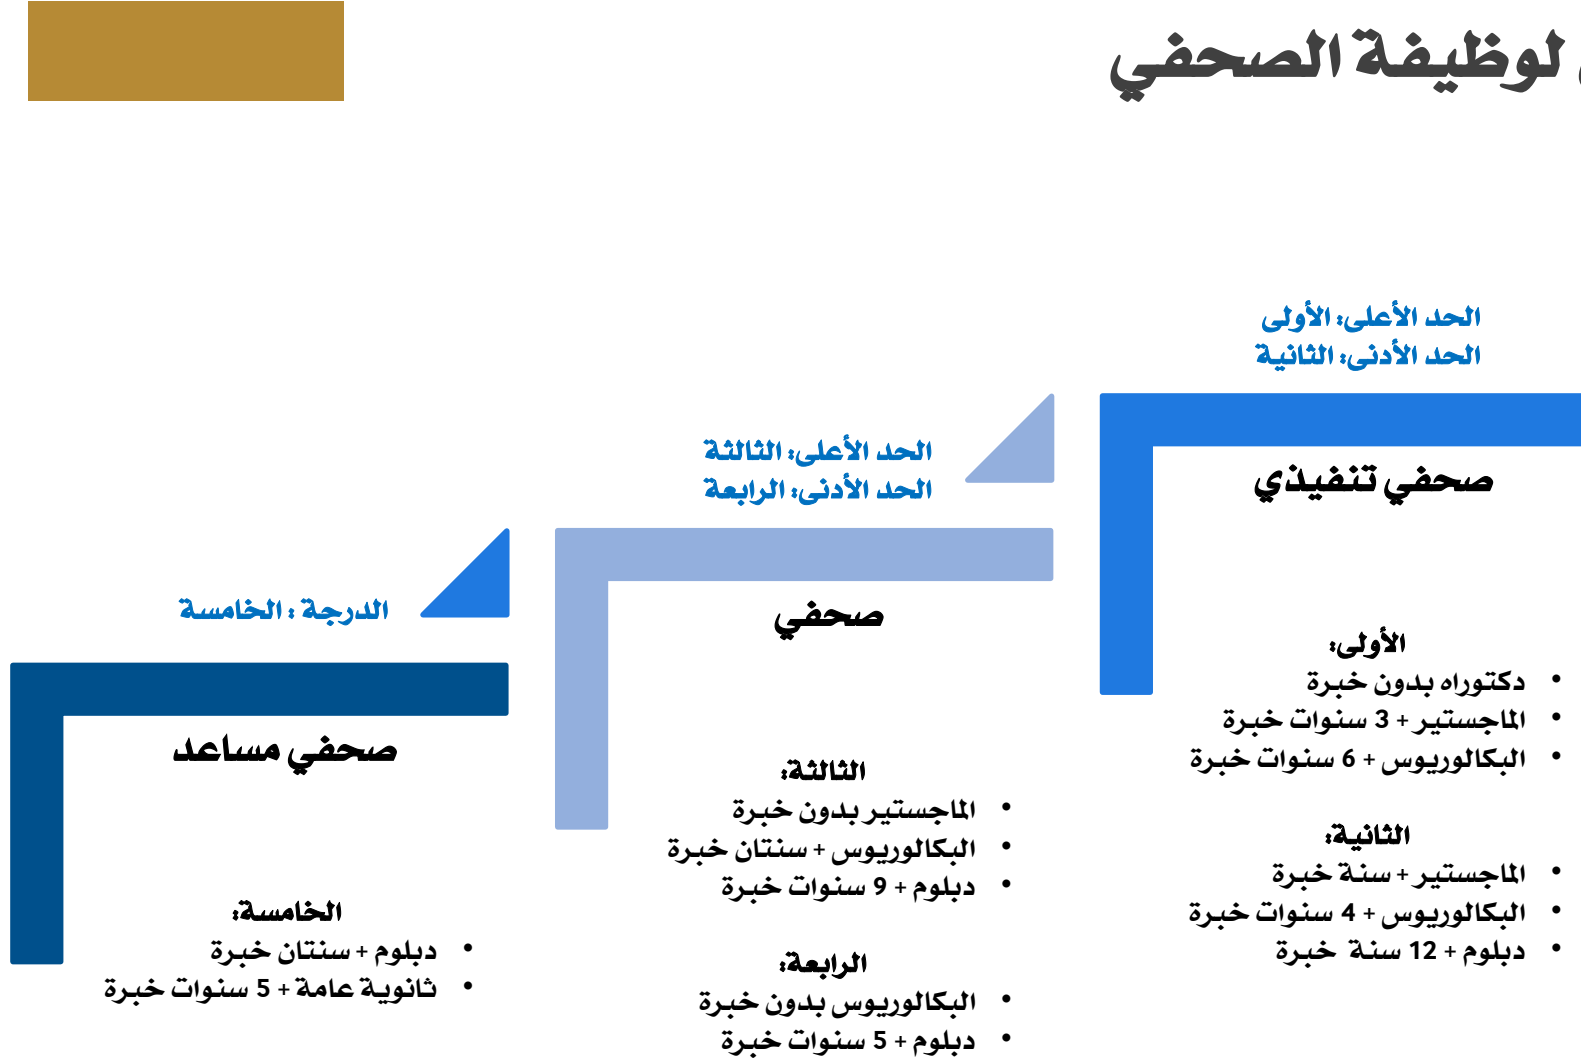 لوظيفة الصحفي
الحد الأعلى: الأولى
الحد الأدنى: الثانية
صحفي تنفيذي
الأولى:
• دكتوراه بدون خبرة
• الماجستير + 3 سنوات خبرة
• البكالوريوس + 6 سنوات خبرة
الثانية:
• الماجستير + سنة خبرة
• البكالوريوس + 4 سنوات خبرة
• دبلوم + 12 سنة خبرة
الحد الأعلى: الثالثة
الحد الأدنى: الرابعة
صحفي
الثالثة:
• الماجستير بدون خبرة
• البكالوريوس + سنتان خبرة
• دبلوم + 9 سنوات خبرة
الرابعة:
• البكالوريوس بدون خبرة
• دبلوم + 5 سنوات خبرة
الدرجة : الخامسة
صحفي مساعد
الخامسة:
• دبلوم + سنتان خبرة
• ثانوية عامة + 5 سنوات خبرة